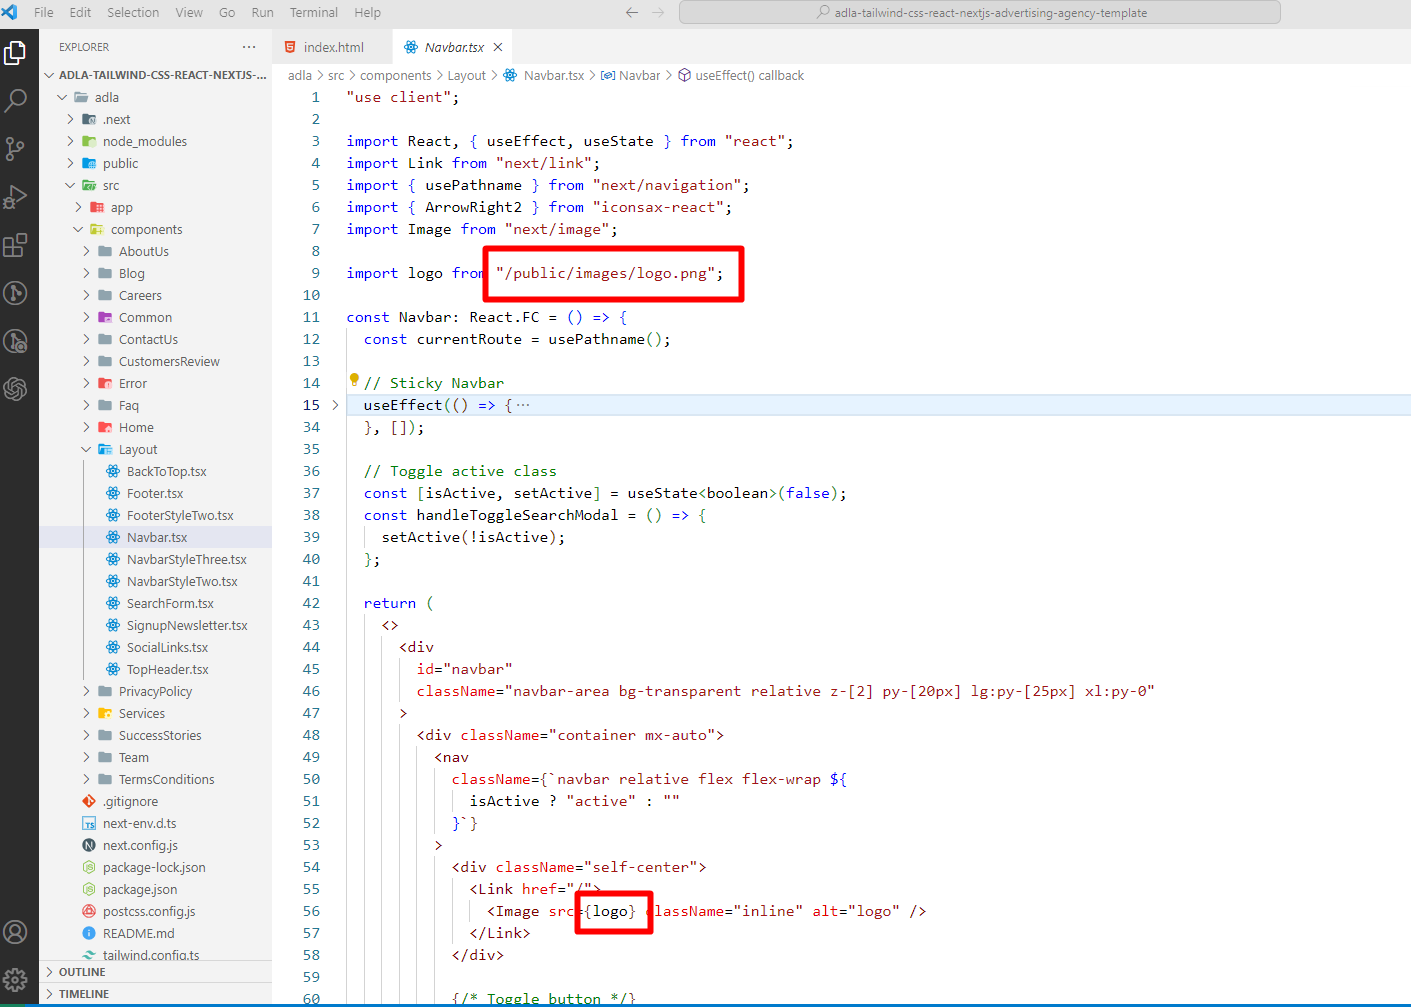 File Edit Selection View Go Run Terminal Help
adla-tailwind-css-react-nextjs-advertising-agency-template
EXPLORER
ADLA-TAILWIND-CSS-REACT-NEXTJS-...
adla
.next
node_modules
public
src
app
components
AboutUs
Blog
Careers
Common
ContactUs
CustomersReview
Error
Faq
Home
Layout
BackToTop.tsx
Footer.tsx
FooterStyleTwo.tsx
Navbar.tsx
NavbarStyleThree.tsx
NavbarStyleTwo.tsx
SearchForm.tsx
SignupNewsletter.tsx
SocialLinks.tsx
TopHeader.tsx
PrivacyPolicy
Services
SuccessStories
Team
TermsConditions
.gitignore
next-env.d.ts
next.config.js
package-lock.json
package.json
postcss.config.js
README.md
tailwind.config.ts
OUTLINE
TIMELINE
index.html Navbar.tsx
adla > src > components > Layout > Navbar.tsx > Navbar > useEffect() callback
1 "use client";
2
3 import React, { useEffect, useState } from "react";
4 import Link from "next/link";
5 import { usePathname } from "next/navigation";
6 import { ArrowRight2 } from "iconsax-react";
7 import Image from "next/image";
8
9 import logo from "/public/images/logo.png";
10
11 const Navbar: React.FC = () => {
12 const currentRoute = usePathname();
13
14 // Sticky Navbar
15 useEffect(() => { ...
34 }, []);
35
36 // Toggle active class
37 const [isActive, setActive] = useState<boolean>(false);
38 const handleToggleSearchModal = () => {
39 setActive(!isActive);
40 };
41
42 return (
43 <>
44 <div
45 id="navbar"
46 className="navbar-area bg-transparent relative z-[2] py-[20px] lg:py-[25px] xl:py-0"
47 >
48 <div className="container mx-auto">
49 <nav
50 className={`navbar relative flex flex-wrap ${
51 isActive ? "active" : ""
52 }`}
53 >
54 <div className="self-center">
55 <Link href="/">
56 <Image src={logo} className="inline" alt="logo" />
57 </Link>
58 </div>
59
60 {/* Toggle button */}